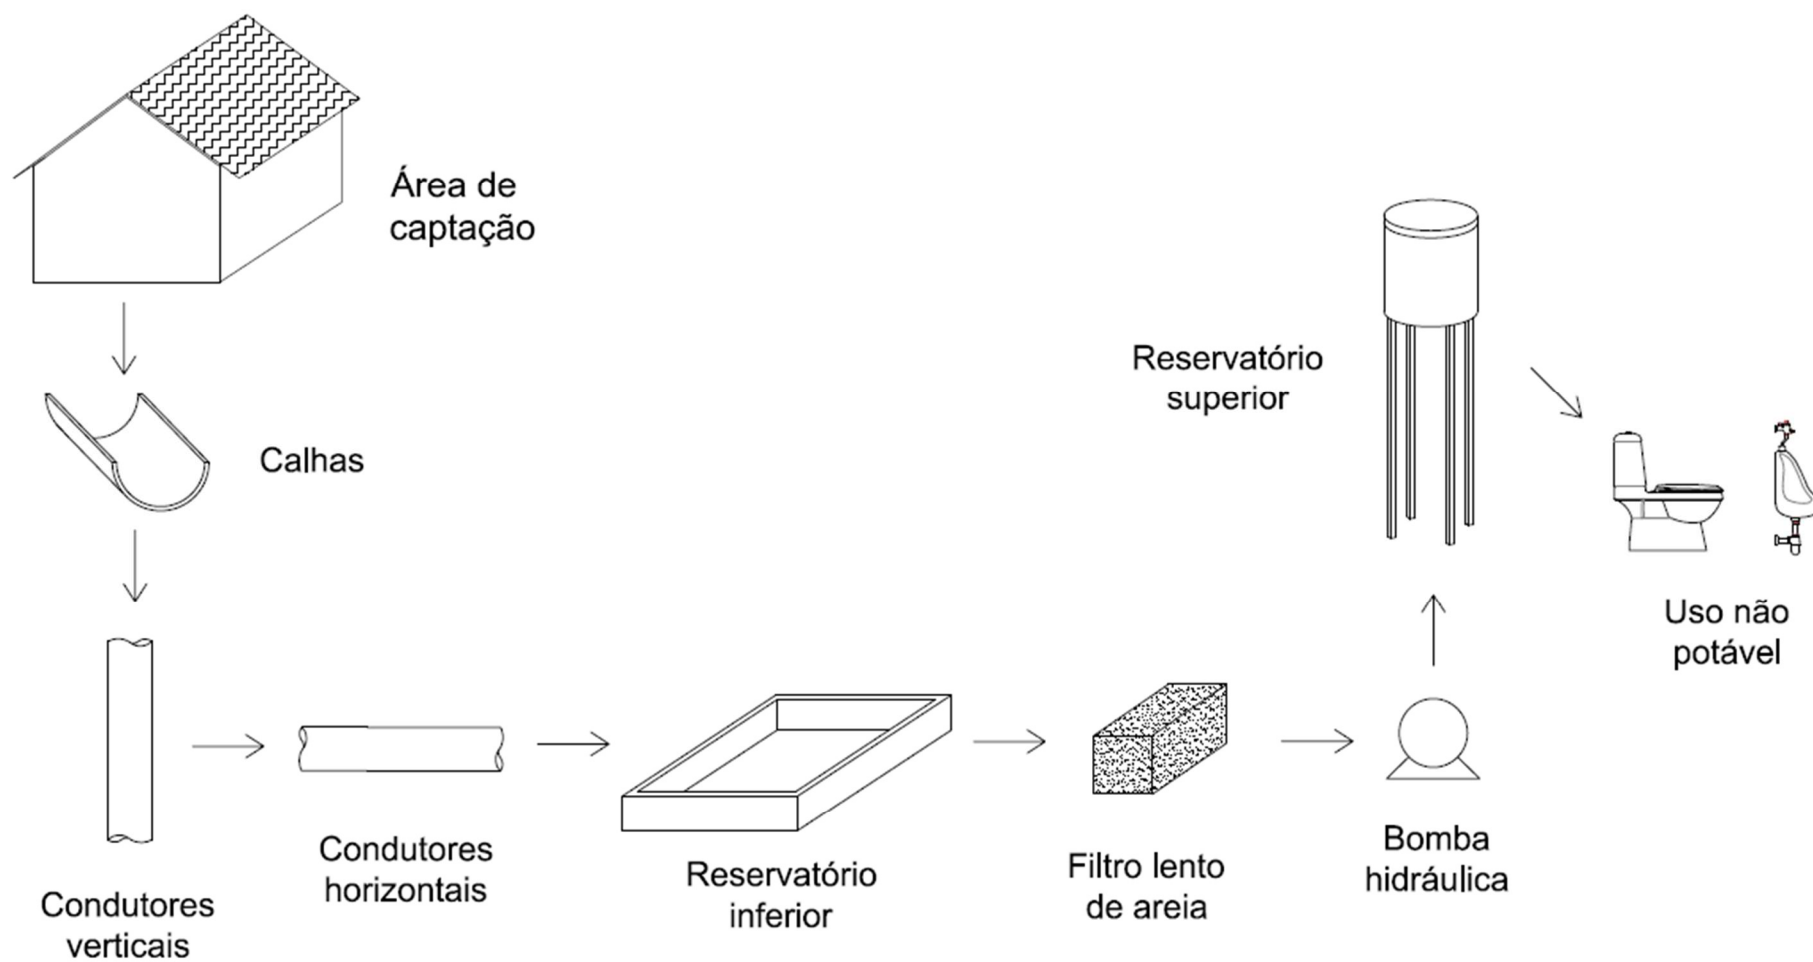 Área de
captação
Calhas
Condutores
verticais
Condutores
horizontais
Reservatório
inferior
Filtro lento
de areia
Bomba
hidráulica
Reservatório
superior
Uso não
potável